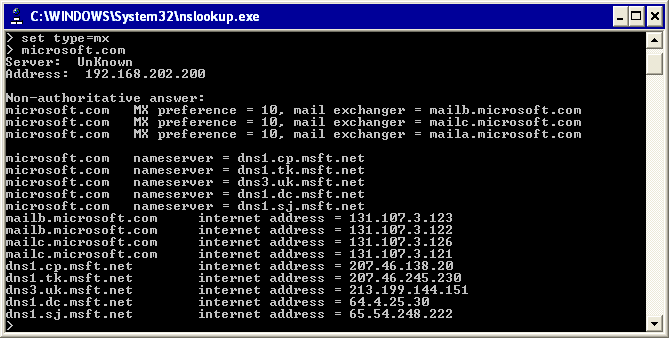 C:\WINDOWS\System32\nslookup.exe
> set type=mx
> microsoft.com
Server:  UnKnown
Address:  192.168.202.200

Non-authoritative answer:
microsoft.com   MX preference = 10, mail exchanger = mailb.microsoft.com
microsoft.com   MX preference = 10, mail exchanger = mailc.microsoft.com
microsoft.com   MX preference = 10, mail exchanger = maila.microsoft.com

microsoft.com   nameserver = dns1.cp.msft.net
microsoft.com   nameserver = dns1.tk.msft.net
microsoft.com   nameserver = dns3.uk.msft.net
microsoft.com   nameserver = dns1.dc.msft.net
microsoft.com   nameserver = dns1.sj.msft.net
mailb.microsoft.com     internet address = 131.107.3.123
mailb.microsoft.com     internet address = 131.107.3.122
mailc.microsoft.com     internet address = 131.107.3.126
mailc.microsoft.com     internet address = 131.107.3.121
dns1.cp.msft.net        internet address = 207.46.138.20
dns1.tk.msft.net        internet address = 207.46.245.230
dns3.uk.msft.net        internet address = 213.199.144.151
dns1.dc.msft.net        internet address = 64.4.25.30
dns1.sj.msft.net        internet address = 65.54.248.222
>